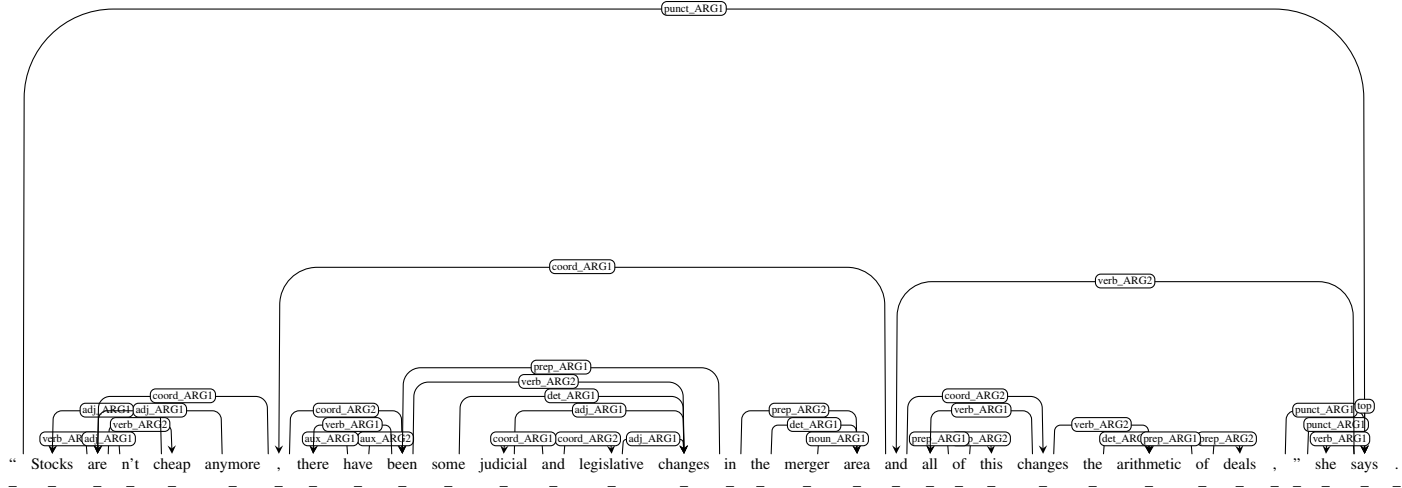 punct_ARG1
coord_ARG1
verb_ARG2
prep_ARG1
verb_ARG2
coord_ARG1 det_ARG1 coord_ARG2
adj_ARG1 adj_ARG1 coord_ARG2 adj_ARG1 prep_ARG2 verb_ARG1 punct_ARG1 top
verb_ARG2 verb_ARG1 det_ARG1 verb_ARG2 punct_ARG1
adj_ARG1 aux_ARG1 aux_ARG2 coord_ARG1 coord_ARG2 adj_ARG1 noun_ARG1 prep_ARG1 prep_ARG1 prep_ARG2 verb_ARG1
“ Stocks are n’t cheap anymore , there have been some judicial and legislative changes in the merger area and all of this changes the arithmetic of deals , ” she says .
_ _ _ _ _ _ _ _ _ _ _ _ _ _ _ _ _ _ _ _ _ _ _ _ _ _ _ _ _ _ _ _ _ _